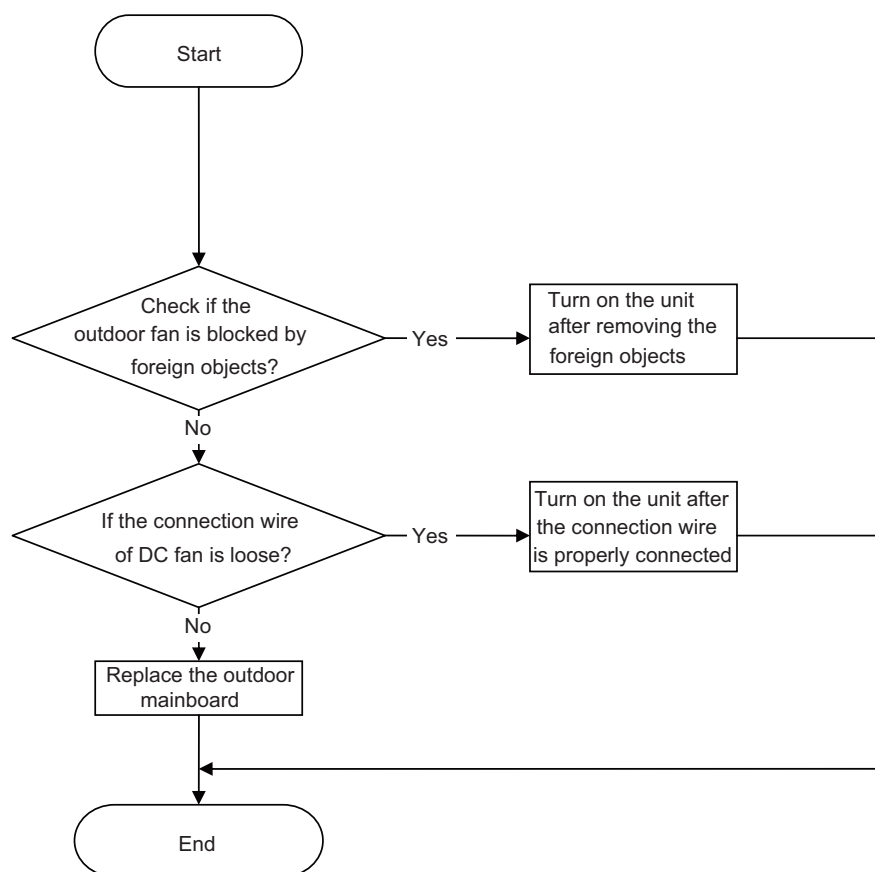 Start
Check if the
outdoor fan is blocked by
foreign objects?
Yes
Turn on the unit
after removing the
foreign objects
No
If the connection wire
of DC fan is loose?
Yes
Turn on the unit after
the connection wire
is properly connected
No
Replace the outdoor
mainboard
End